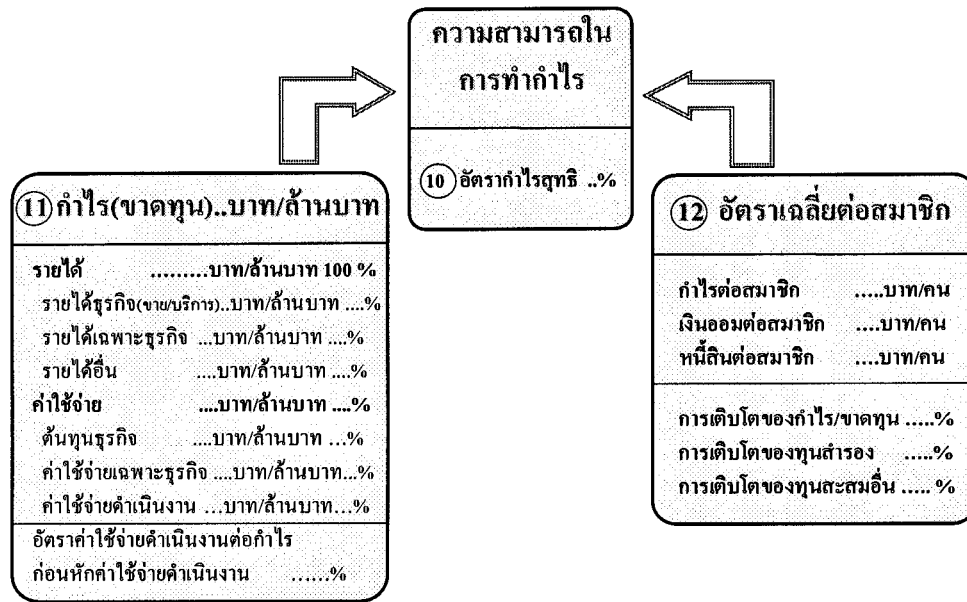 ความสามารถใน
การทำกำไร
10 อัตรากำไรสุทธิ ..%
11 กำไร(ขาดทุน)..บาท/ล้านบาท
รายได้ .........บาท/ล้านบาท 100 %
รายได้ธุรกิจ(ขาย/บริการ)..บาท/ล้านบาท ....%
รายได้เฉพาะธุรกิจ ...บาท/ล้านบาท ....%
รายได้อื่น ....บาท/ล้านบาท ....%
ค่าใช้จ่าย ....บาท/ล้านบาท ....%
ต้นทุนธุรกิจ ....บาท/ล้านบาท ...%
ค่าใช้จ่ายเฉพาะธุรกิจ ....บาท/ล้านบาท...%
ค่าใช้จ่ายดำเนินงาน ...บาท/ล้านบาท...%
อัตราค่าใช้จ่ายดำเนินงานต่อกำไร
ก่อนหักค่าใช้จ่ายดำเนินงาน ......%
12 อัตราเฉลี่ยต่อสมาชิก
กำไรต่อสมาชิก .....บาท/คน
เงินออมต่อสมาชิก ....บาท/คน
หนี้สินต่อสมาชิก ....บาท/คน
การเติบโตของกำไร/ขาดทุน .....%
การเติบโตของทุนสำรอง .....%
การเติบโตของทุนสะสมอื่น ..... %